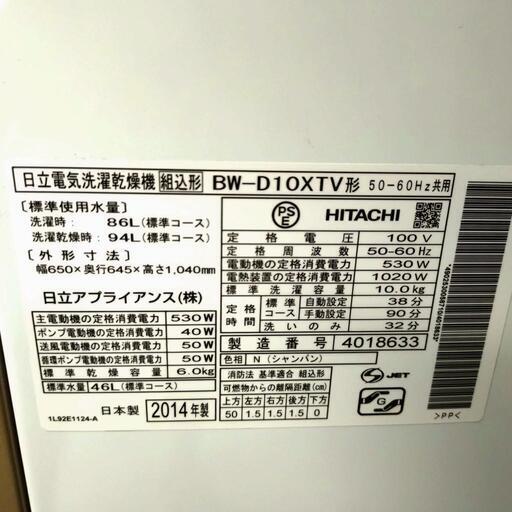 日立電気洗濯乾燥機 組込形 BW-D10XTV形 50-60Hz共用
〔標準使用水量〕
洗濯時： 86L(標準コース)
洗濯乾燥時： 94L(標準コース)
〔外形寸法〕
幅650×奥行645×高さ1,040mm
日立アプライアンス(株)
主電動機の定格消費電力 530W
ポンプ電動機の定格消費電力 40W
送風電動機の定格消費電力 50W
循環ポンプ電動機の定格消費電力 50W
標準乾燥容量 6.0kg
標準水量 46L(標準コース)
1L92E1124-A
日本製 2014年製
PSE HITACHI
定格電圧 100V
定格周波数 50-60Hz
電動機の定格消費電力 530W
電熱装置の定格消費電力 1020W
標準洗濯容量 10.0kg
定格時間 標準コース 自動設定 38分
手動設定 90分
洗いのみ 32分
製造番号 4018633
色相 N (シャンパン)
消防法 基準適合 組込形
可燃物からの離隔距離(cm)
上方 左方 右方 前方 後方 下方
50 1.5 1.5 1.5 1.5 0
S JET
G
>PP<